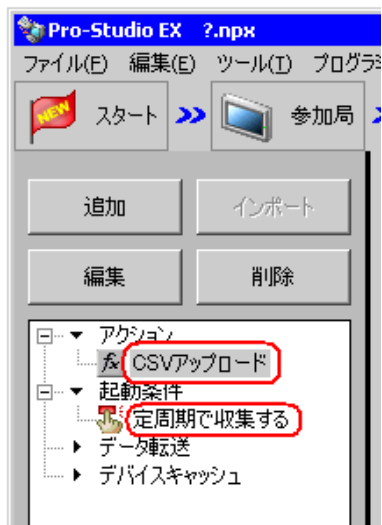 Pro-Studio EX ?.npx
ファイル(F) 編集(E) ツール(T) プログラ
NEW スタート 参加局
追加 インポート
編集 削除
アクション
fx CSVアップロード
起動条件
定周期で収集する
データ転送
デバイスキャッシュ